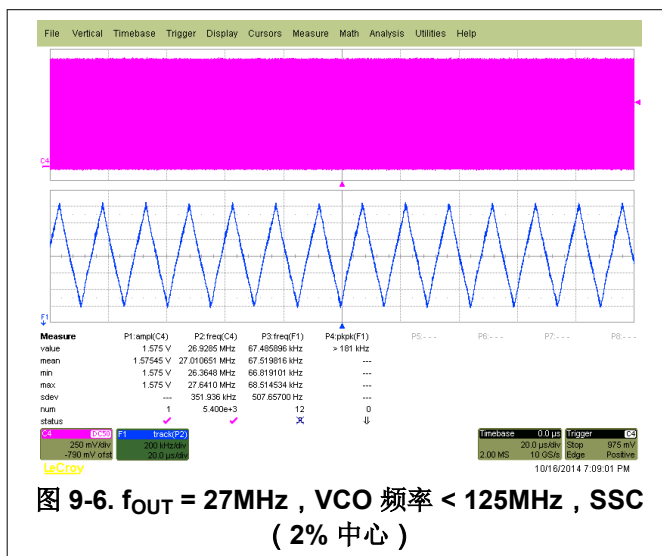 File Vertical Timebase Trigger Display Cursors Measure Math Analysis Utilities Help
C4
F1
Measure P1:ampl(C4) P2:freq(C4) P3:freq(F1) P4:pkpk(F1) P5:--- P6:--- P7:--- P8:---
value 1.575 V 26.9285 MHz 67.485896 kHz > 181 kHz
mean 1.57545 V 27.010651 MHz 67.519816 kHz ---
min 1.575 V 26.3648 MHz 66.819101 kHz ---
max 1.575 V 27.6410 MHz 68.514534 kHz ---
sdev --- 351.936 kHz 507.65700 Hz ---
num 1 5.400e+3 12 0
status
C4 DC50 F1 track(P2) Timebase 0.0 µs Trigger C4
250 mV/div 200 kHz/div 20.0 µs/div Stop 975 mV
-790 mV ofst 20.0 µs/div 2.00 MS 10 GS/s Edge Positive
LeCroy 10/16/2014 7:09:01 PM
图 9-6. fOUT = 27MHz，VCO 频率 < 125MHz，SSC
（2% 中心）